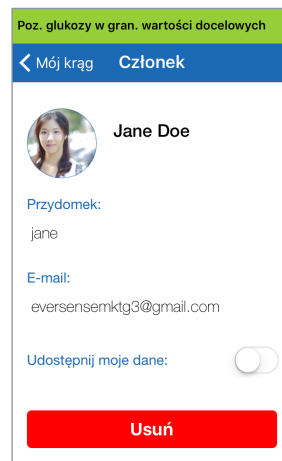 Poz. glukozy w gran. wartości docelowych
Mój krąg Członek
Jane Doe
Przydomek:
jane
E-mail:
eversensemktg3@gmail.com
Udostępnij moje dane:
Usuń